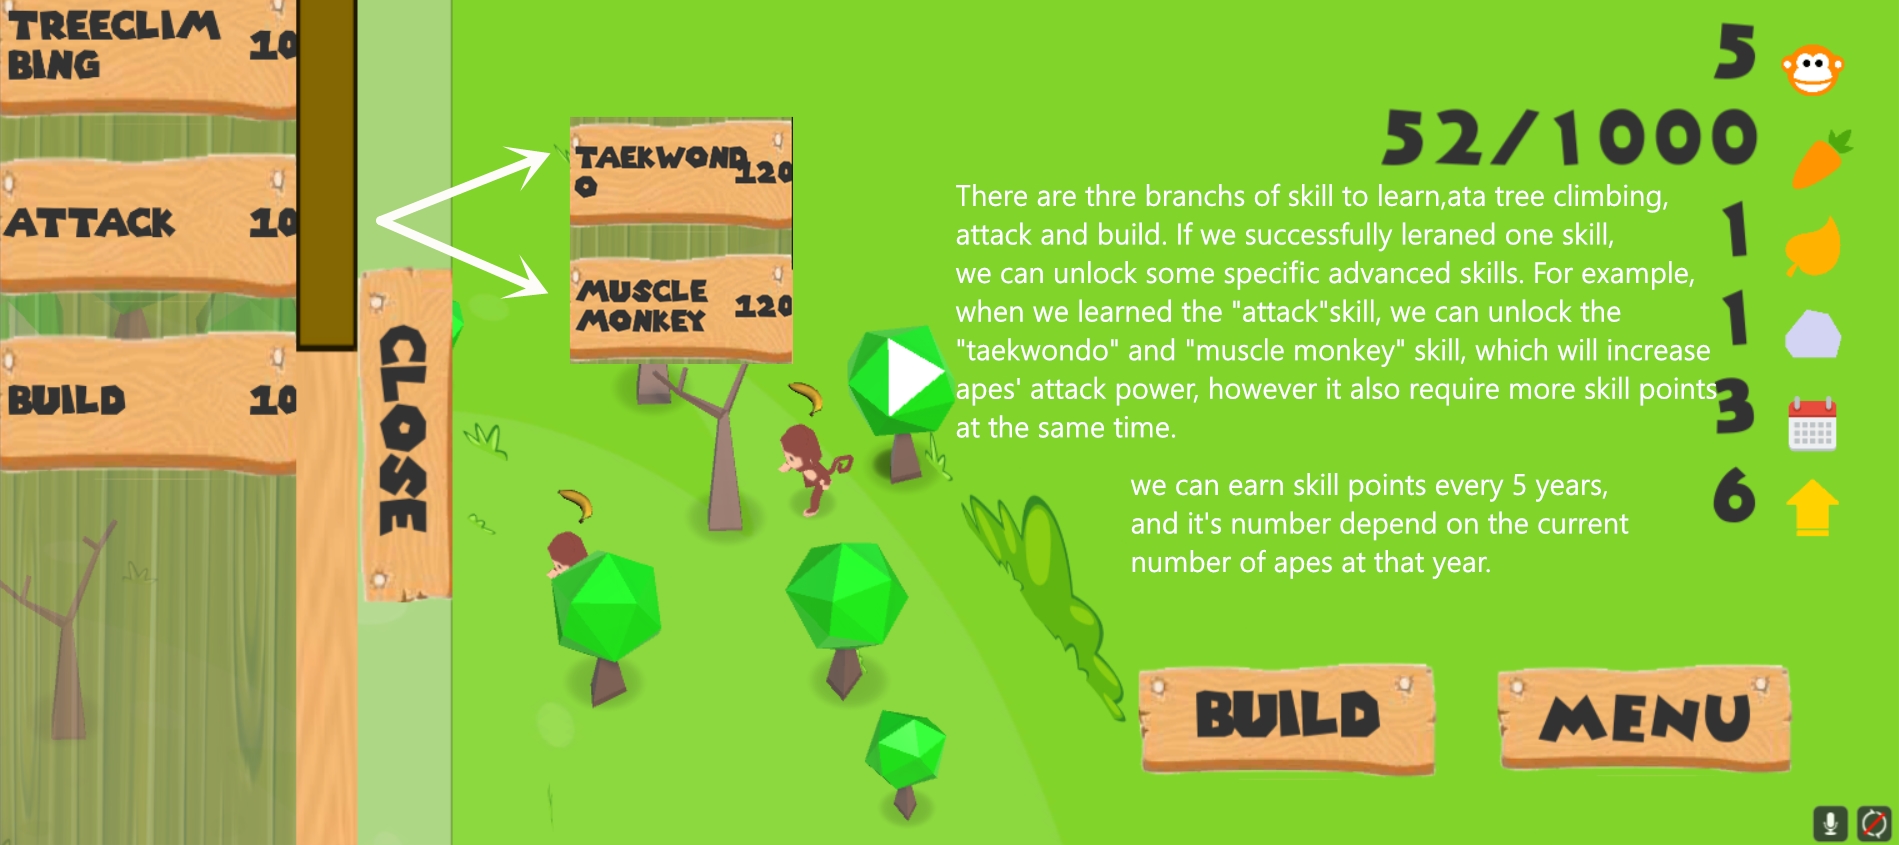 TREECLIM
BING
10
ATTACK
10
BUILD
10
CLOSE
TAEKWOND
O
120
MUSCLE
MONKEY
120
5
52/1000
1
1
3
6
There are thre branchs of skill to learn,ata tree climbing,
attack and build. If we successfully leraned one skill,
we can unlock some specific advanced skills. For example,
when we learned the "attack"skill, we can unlock the
"taekwondo" and "muscle monkey" skill, which will increase
apes' attack power, however it also require more skill points
at the same time.
we can earn skill points every 5 years,
and it's number depend on the current
number of apes at that year.
BUILD
MENU